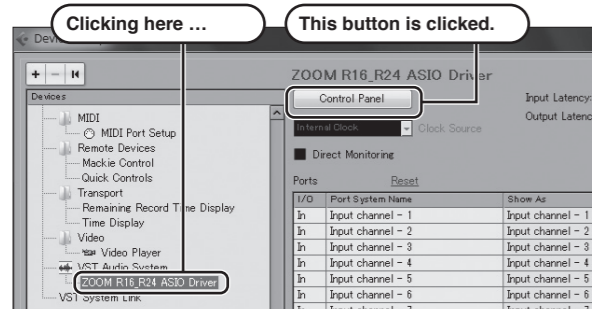 Clicking here ...
This button is clicked.
+ − |◀
Devices
MIDI
MIDI Port Setup
Remote Devices
Mackie Control
Quick Controls
Transport
Remaining Record Time Display
Time Display
Video
Video Player
VST Audio System
ZOOM R16_R24 ASIO Driver
VST System Link
ZOOM R16_R24 ASIO Driver
Control Panel
Input Latency:
Internal Clock
Clock Source
Direct Monitoring
Ports Reset
I/O Port System Name Show As
In Input channel - 1 Input channel - 1
In Input channel - 2 Input channel - 2
In Input channel - 3 Input channel - 3
In Input channel - 4 Input channel - 4
In Input channel - 5 Input channel - 5
In Input channel - 6 Input channel - 6